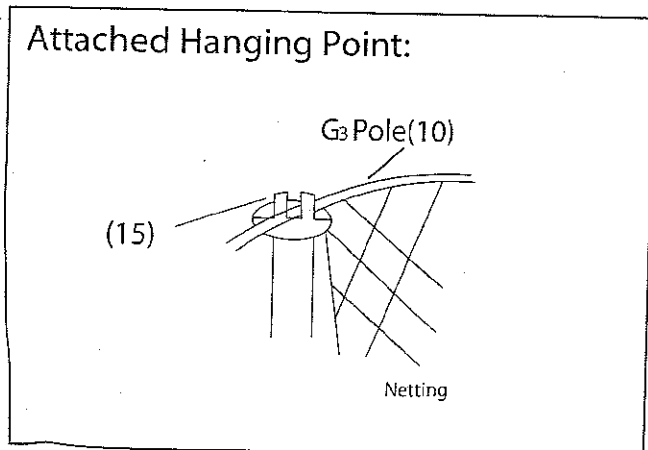 Attached Hanging Point:
G3 Pole(10)
(15)
Netting